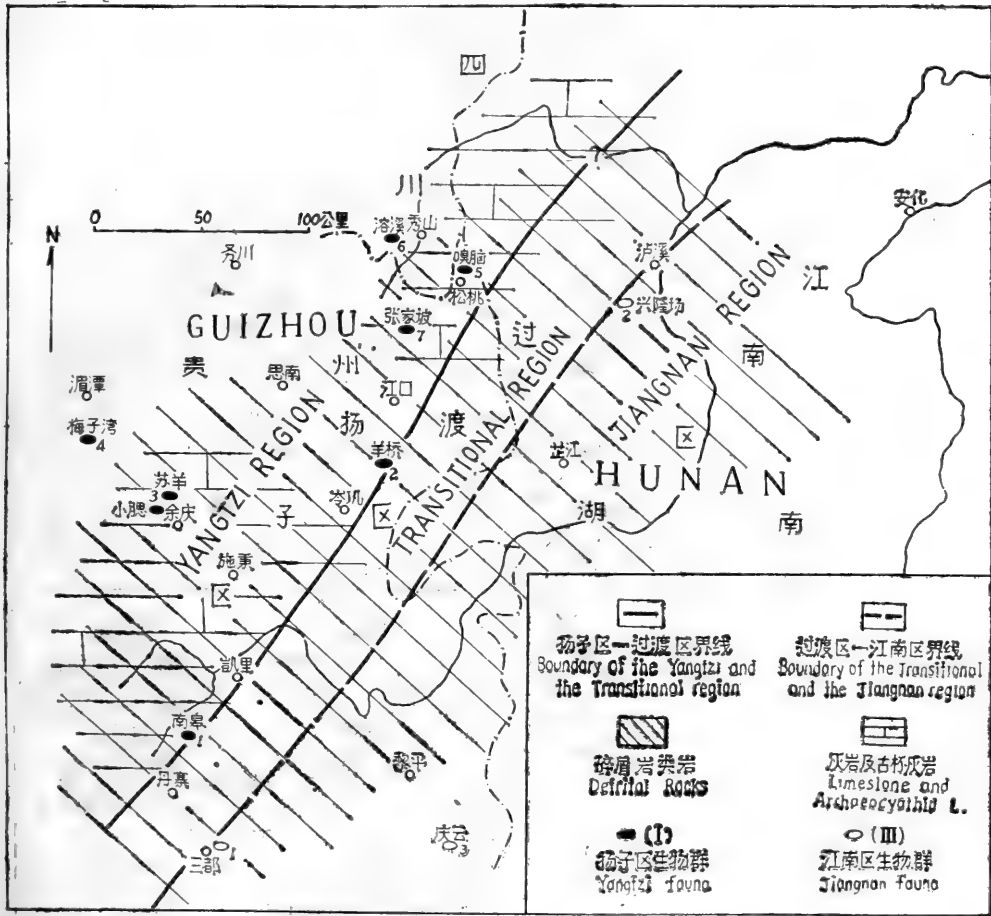 四
川
0 50 100公里
N
务川
溶溪
秀山
6
嗅脑
5
松桃
安化
泸溪
江
兴隆场
2
GUIZHOU
张家坡
7
过
贵
州
思南
江口
南
湄潭
梅子湾
4
扬
渡
羊桥
2
芷江
区
YANGTZI REGION
TRANSITIONAL REGION
JIANGNAN REGION
HUNAN
苏羊
3
小腮
余庆
岑巩
子
区
湖
南
施秉
区
凯里
南皋
1
丹寨
黎平
三都
1
庆云
3
扬子区—过渡区界线
Boundary of the Yangtzi and
the Transitional region
过渡区—江南区界线
Boundary of the Transitional
and the Jiangnan region
碎屑岩类岩
Detrital Rocks
灰岩及古杯灰岩
Limestone and
Archaeocyathid L.
(I)
扬子区生物群
Yangtzi fauna
(III)
江南区生物群
Jiangnan fauna